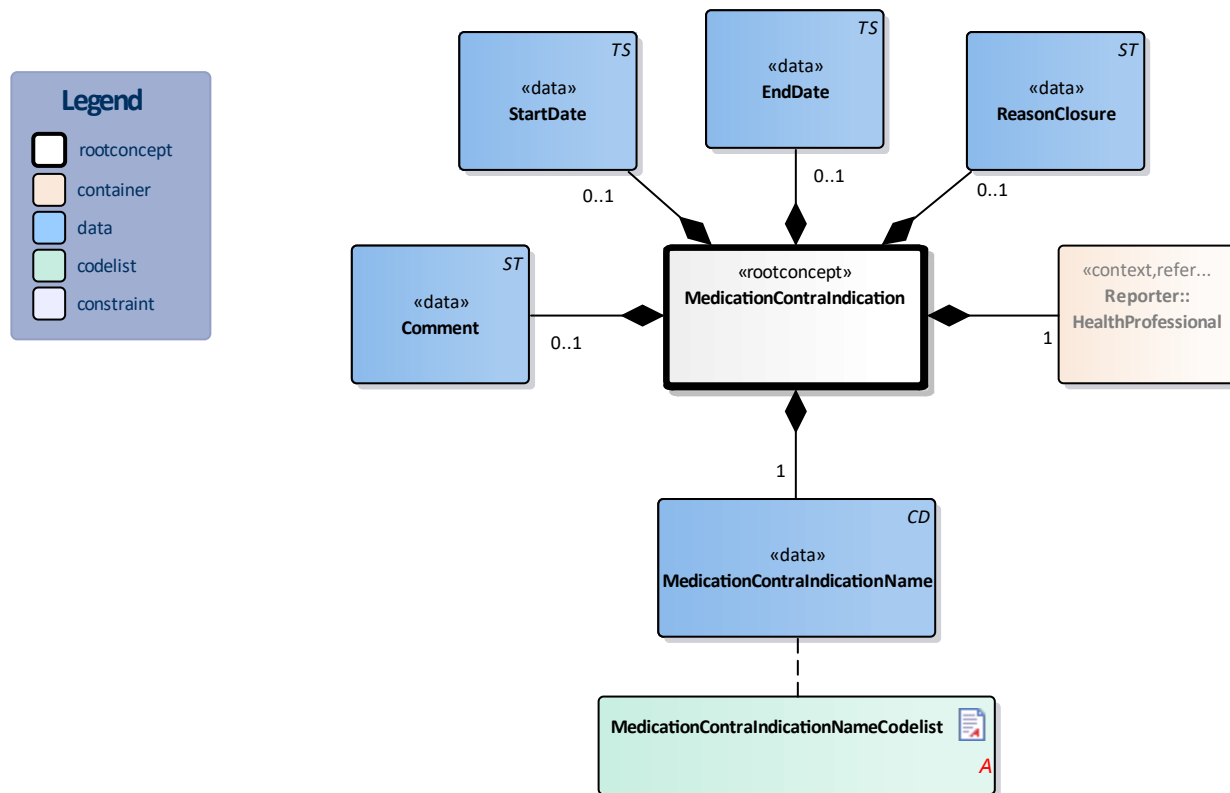 Legend
rootconcept
container
data
codelist
constraint
TS
«data»
StartDate
0..1
TS
«data»
EndDate
0..1
ST
«data»
ReasonClosure
0..1
ST
«data»
Comment
0..1
«rootconcept»
MedicationContraIndication
«context,refer...
Reporter::
HealthProfessional
1
1
CD
«data»
MedicationContraIndicationName
MedicationContraIndicationNameCodelist
A